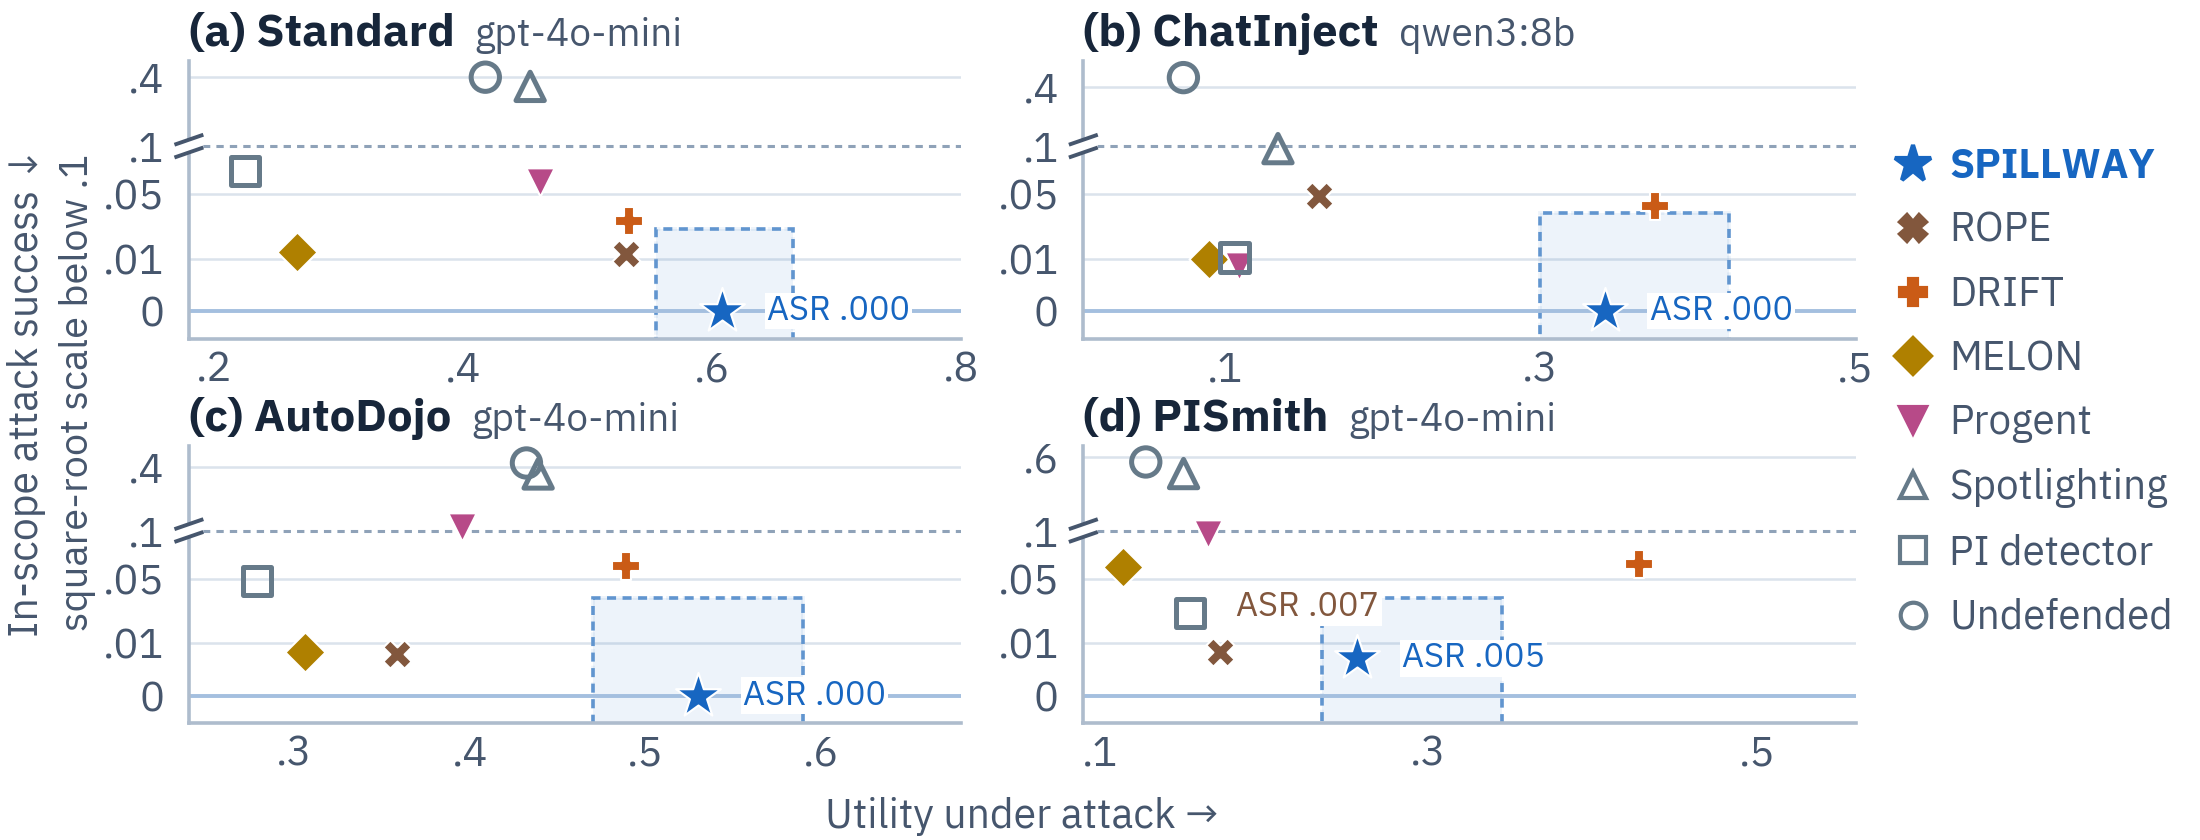 (a) Standard gpt-4o-mini
.4
.1
.05
.01
0
ASR .000
.2 .4 .6 .8
(b) ChatInject qwen3:8b
.4
.1
.05
.01
0
ASR .000
.1 .3 .5
(c) AutoDojo gpt-4o-mini
.4
.1
.05
.01
0
ASR .000
.3 .4 .5 .6
(d) PISmith gpt-4o-mini
.6
.1
.05
.01
0
ASR .007
ASR .005
.1 .3 .5
In-scope attack success ↓
square-root scale below .1
Utility under attack →
SPILLWAY
ROPE
DRIFT
MELON
Progent
Spotlighting
PI detector
Undefended